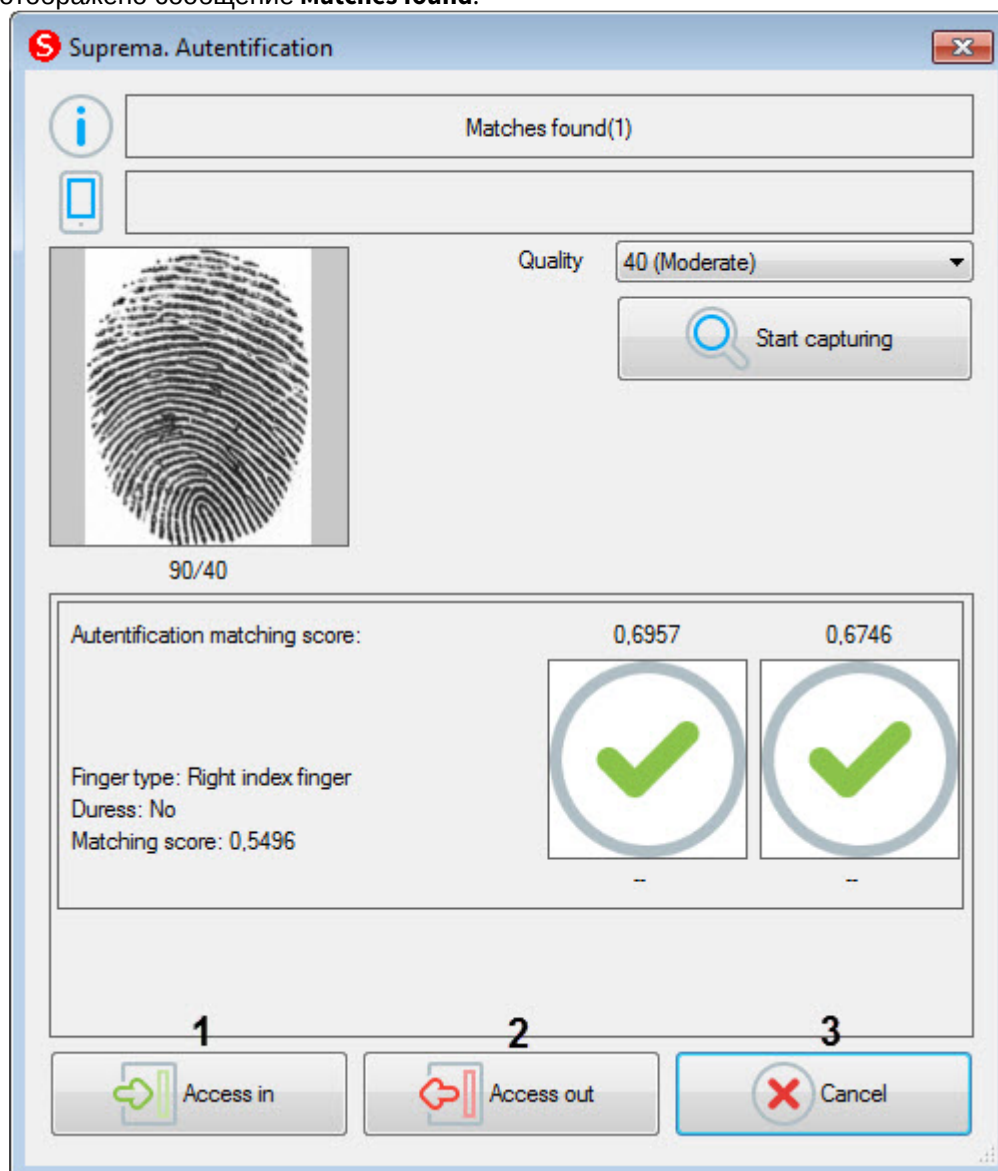 отображено сообщение Matches found.
Suprema. Autentification
Matches found(1)
Quality 40 (Moderate)
Start capturing
90/40
Autentification matching score: 0,6957 0,6746
Finger type: Right index finger
Duress: No
Matching score: 0,5496
-- --
1 2 3
Access in Access out Cancel